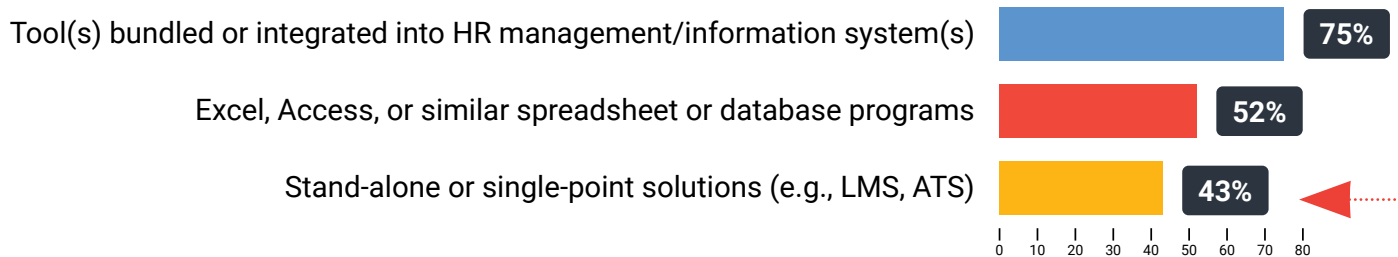 Tool(s) bundled or integrated into HR management/information system(s) 75%
Excel, Access, or similar spreadsheet or database programs 52%
Stand-alone or single-point solutions (e.g., LMS, ATS) 43%
0 10 20 30 40 50 60 70 80